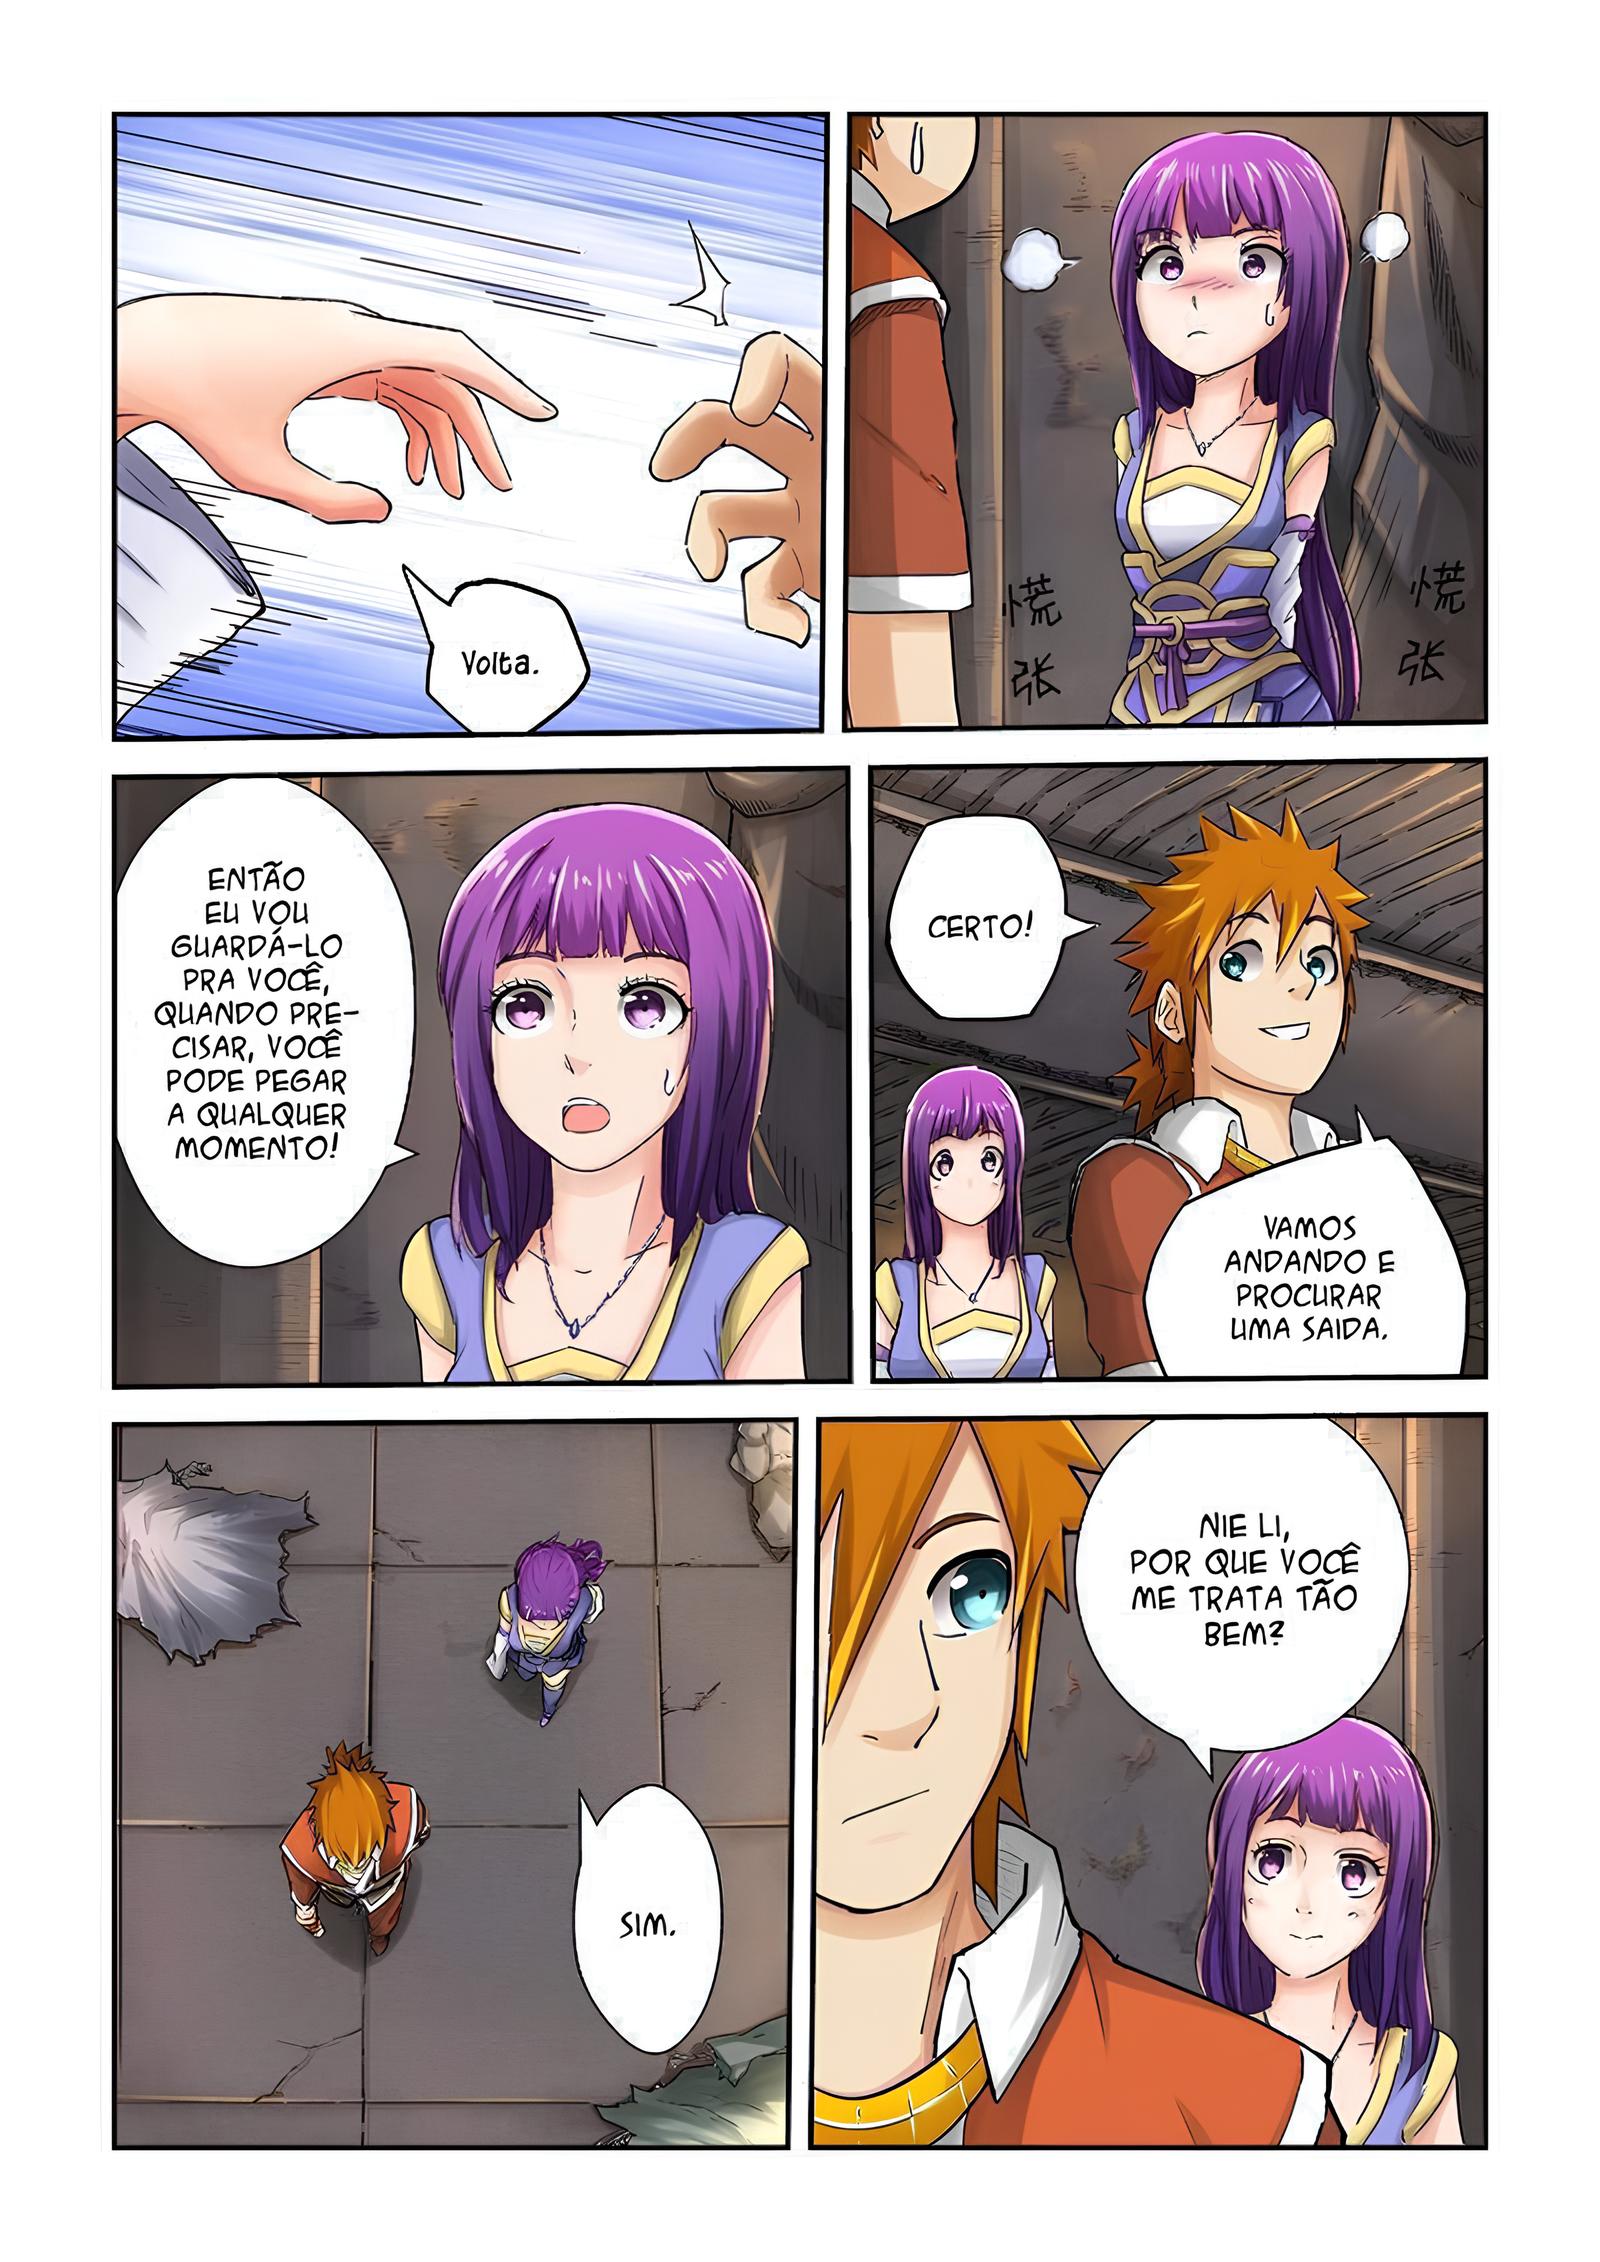 Volta.
慌
张
慌
张
ENTÃO
EU VOU
GUARDÁ-LO
PRA VOCÊ,
QUANDO PRE-
CISAR, VOCÊ
PODE PEGAR
A QUALQUER
MOMENTO!
CERTO!
VAMOS
ANDANDO E
PROCURAR
UMA SAIDA.
SIM.
NIE LI,
POR QUE VOCÊ
ME TRATA TÃO
BEM?